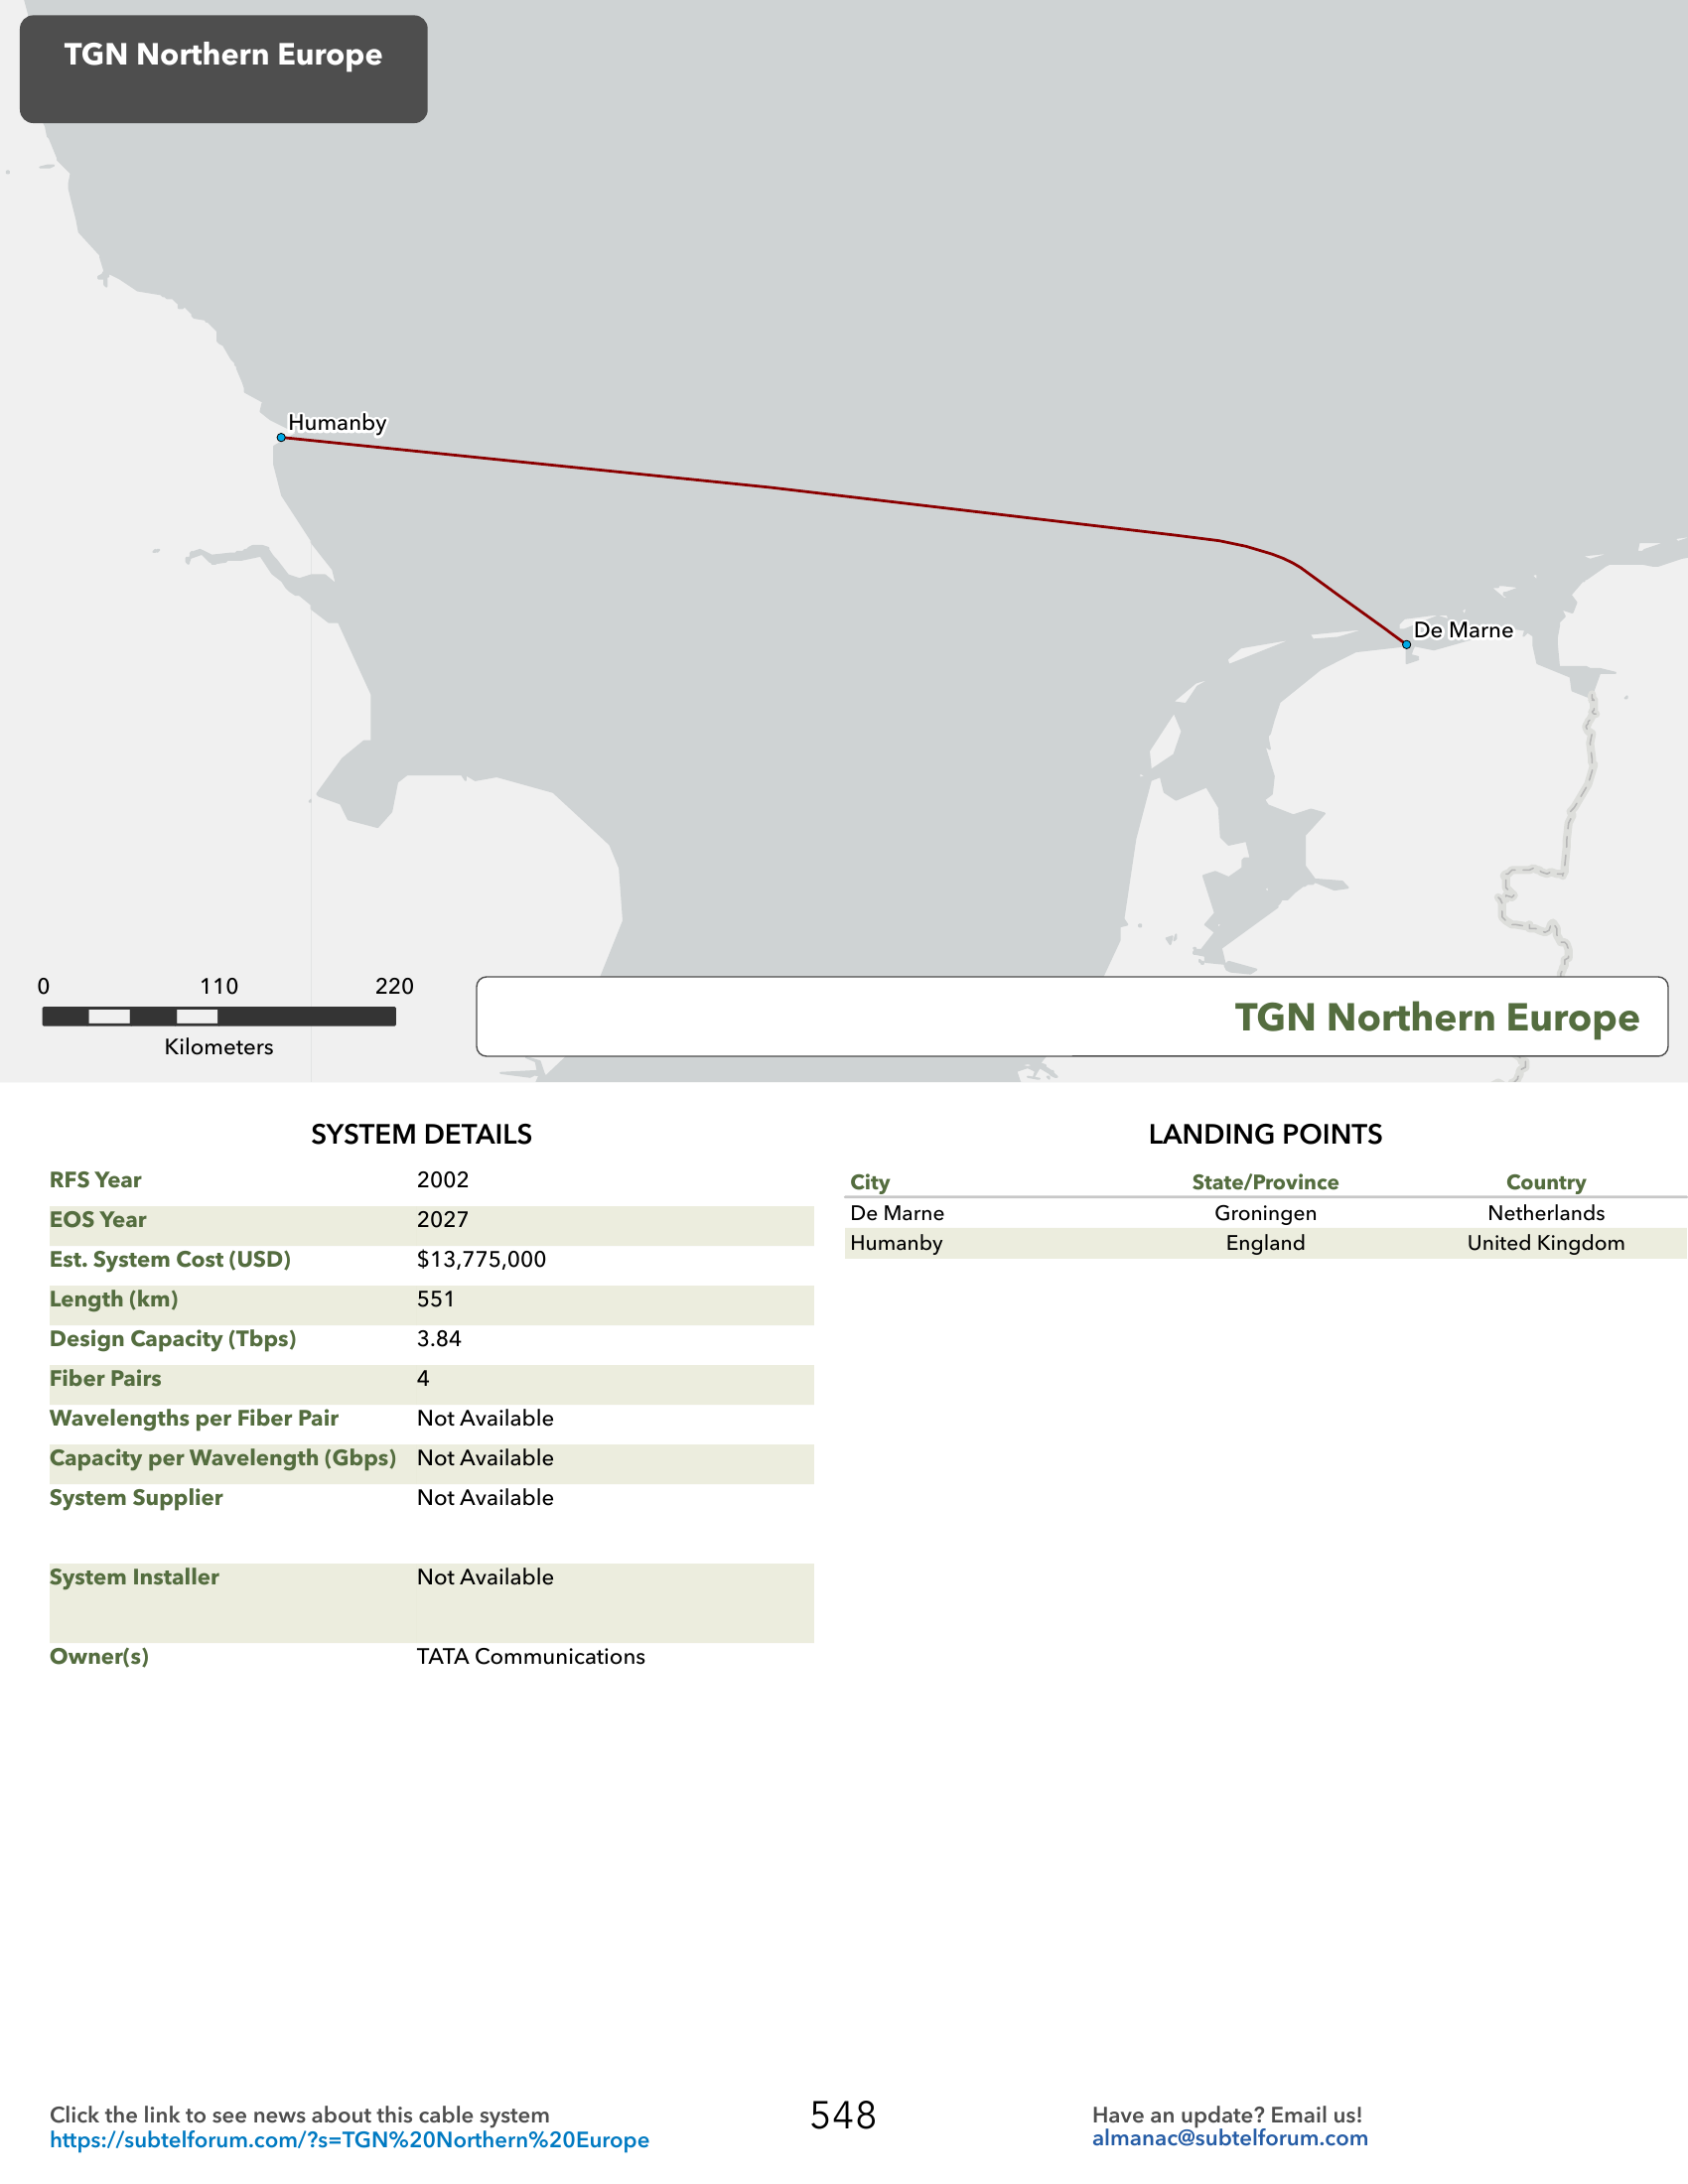 TGN Northern Europe
Humanby
De Marne
0 110 220
Kilometers
TGN Northern Europe
SYSTEM DETAILS
RFS Year 2002
EOS Year 2027
Est. System Cost (USD) $13,775,000
Length (km) 551
Design Capacity (Tbps) 3.84
Fiber Pairs 4
Wavelengths per Fiber Pair Not Available
Capacity per Wavelength (Gbps) Not Available
System Supplier Not Available
System Installer Not Available
Owner(s) TATA Communications
LANDING POINTS
City State/Province Country
De Marne Groningen Netherlands
Humanby England United Kingdom
Click the link to see news about this cable system
https://subtelforum.com/?s=TGN%20Northern%20Europe
548
Have an update? Email us!
almanac@subtelforum.com